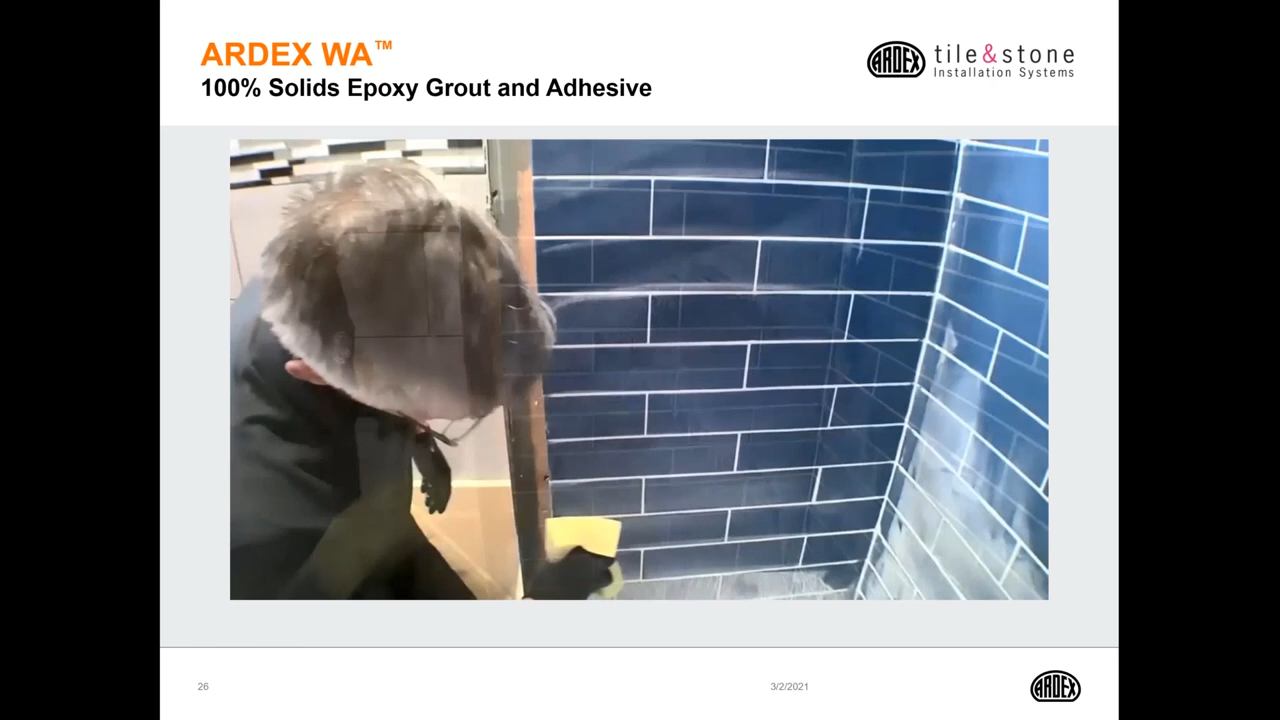 ARDEX WA™
100% Solids Epoxy Grout and Adhesive
ARDEX
tile&stone
Installation Systems
26
3/2/2021
ARDEX